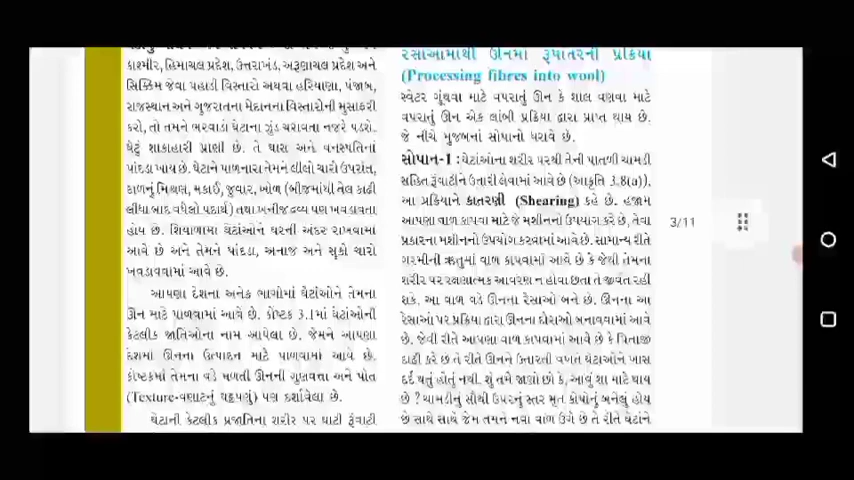 કાશ્મીર, હિમાચલ પ્રદેશ, ઉત્તરાખંડ, અરૂણાચલ પ્રદેશ અને
સિક્કિમ જેવા પહાડી વિસ્તારો અથવા હરિયાણા, પંજાબ,
રાજસ્થાન અને ગુજરાતના મેદાનના વિસ્તારોની મુસાફરી
કરો, તો તમને ભરવાડો ઘેટાના ઝુંડ ચરાવતા નજરે પડશે.
ઘેટું શાકાહારી પ્રાણી છે. તે ઘાસ અને વનસ્પતિનાં
પાંદડા ખાય છે. ઘેટાને પાળનારા તેમને લીલો ચારો ઉપરાંત,
દાળનું મિશ્રણ, મકાઈ, જુવાર, ખોળ (બીજમાંથી તેલ કાઢી
લીધા બાદ વધેલો પદાર્થ) તથા ખનીજ દ્રવ્ય પણ ખવડાવતા
હોય છે. શિયાળામાં ઘેટાંઓને ઘરની અંદર રાખવામાં
આવે છે અને તેમને પાંદડા, અનાજ અને સુકો ચારો
ખવડાવવામાં આવે છે.
આપણા દેશના અનેક ભાગોમાં ઘેટાંઓને તેમના
ઊન માટે પાળવામાં આવે છે. કોષ્ટક 3.1માં ઘેટાંઓની
કેટલીક જાતિઓના નામ આપેલા છે. જેમને આપણા
દેશમાં ઊનના ઉત્પાદન માટે પાળવામાં આવે છે.
કોષ્ટકમાં તેમના વડે મળતી ઊનની ગુણવત્તા અને પોત
(Texture-વણાટનું ઘટ્ટપણું) પણ દર્શાવેલા છે.
ઘેટાની કેટલીક પ્રજાતિના શરીર પર ઘાટી રૂંવાટી
રેસાઓમાંથી ઊનમાં રૂપાંતરની પ્રક્રિયા
(Processing fibres into wool)
સ્વેટર ગૂંથવા માટે વપરાતું ઊન કે શાલ વણવા માટે
વપરાતું ઊન એક લાંબી પ્રક્રિયા દ્વારા પ્રાપ્ત થાય છે.
જે નીચે મુજબનાં સોપાનો ધરાવે છે.
સોપાન-1 : ઘેટાંઓના શરીર પરથી તેની પાતળી ચામડી
સહિત રૂંવાટીને ઉતારી લેવામાં આવે છે (આકૃતિ 3.8(a)).
આ પ્રક્રિયાને કાતરણી (Shearing) કહે છે. હજામ
આપણા વાળ કાપવા માટે જે મશીનનો ઉપયોગ કરે છે, તેવા
પ્રકારના મશીનનો ઉપયોગ કરવામાં આવે છે. સામાન્ય રીતે
ગરમીની ઋતુમાં વાળ કાપવામાં આવે છે કે જેથી તેમના
શરીર પર રક્ષણાત્મક આવરણ ન હોવા છતા તે જીવંત રહી
શકે. આ વાળ વડે ઊનના રેસાઓ બને છે. ઊનના આ
રેસાઓ પર પ્રક્રિયા દ્વારા ઊનના દોરાઓ બનાવવામાં આવે
છે. જેવી રીતે આપણા વાળ કાપવામાં આવે છે કે પિતાજી
દાઢી કરે છે તે રીતે ઊનને ઉતારતી વખતે ઘેટાંઓને ખાસ
દર્દ થતું હોતું નથી. શું તમે જાણો છો કે, આવું શા માટે થાય
છે ? ચામડીનું સૌથી ઉપરનું સ્તર મૃત કોષોનું બનેલું હોય
છે સાથે સાથે જેમ તમને નવા વાળ ઉગે છે તે રીતે ઘેટાંને
3/11